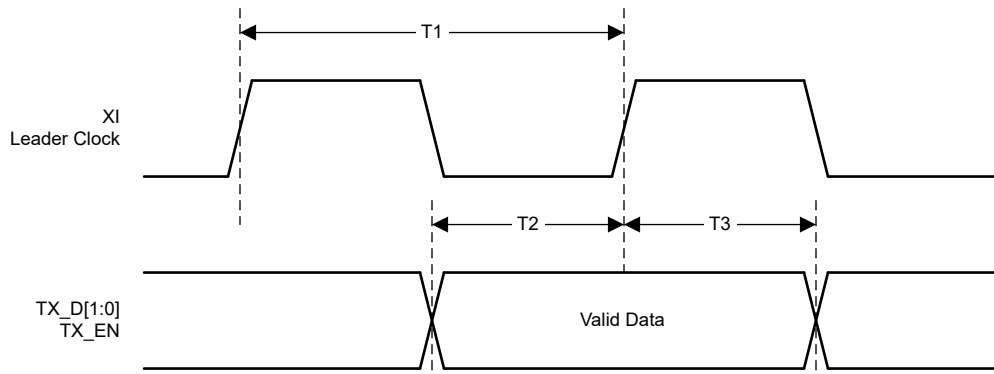 T1
XI
Leader Clock
T2
T3
TX_D[1:0]
TX_EN
Valid Data